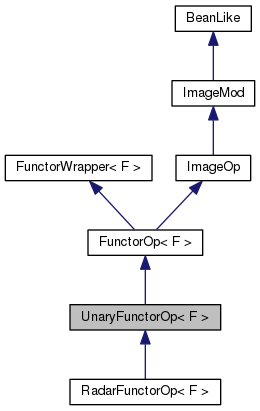 BeanLike
ImageMod
FunctorWrapper< F >
ImageOp
FunctorOp< F >
UnaryFunctorOp< F >
RadarFunctorOp< F >